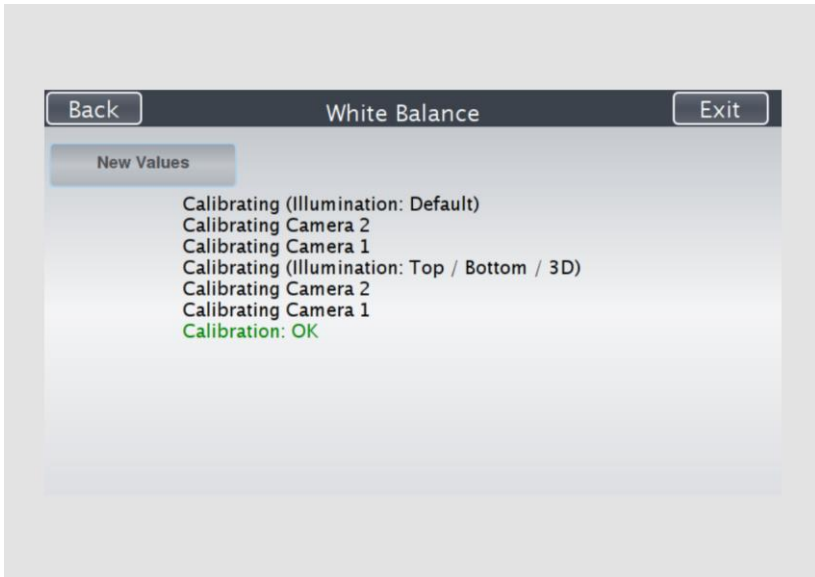 Back White Balance Exit
New Values
Calibrating (Illumination: Default)
Calibrating Camera 2
Calibrating Camera 1
Calibrating (Illumination: Top / Bottom / 3D)
Calibrating Camera 2
Calibrating Camera 1
Calibration: OK